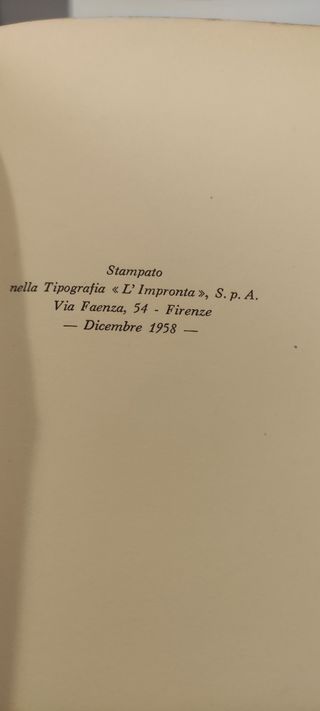 Stampato
nella Tipografia « L' Impronta », S. p. A.
Via Faenza, 54 - Firenze
— Dicembre 1958 —